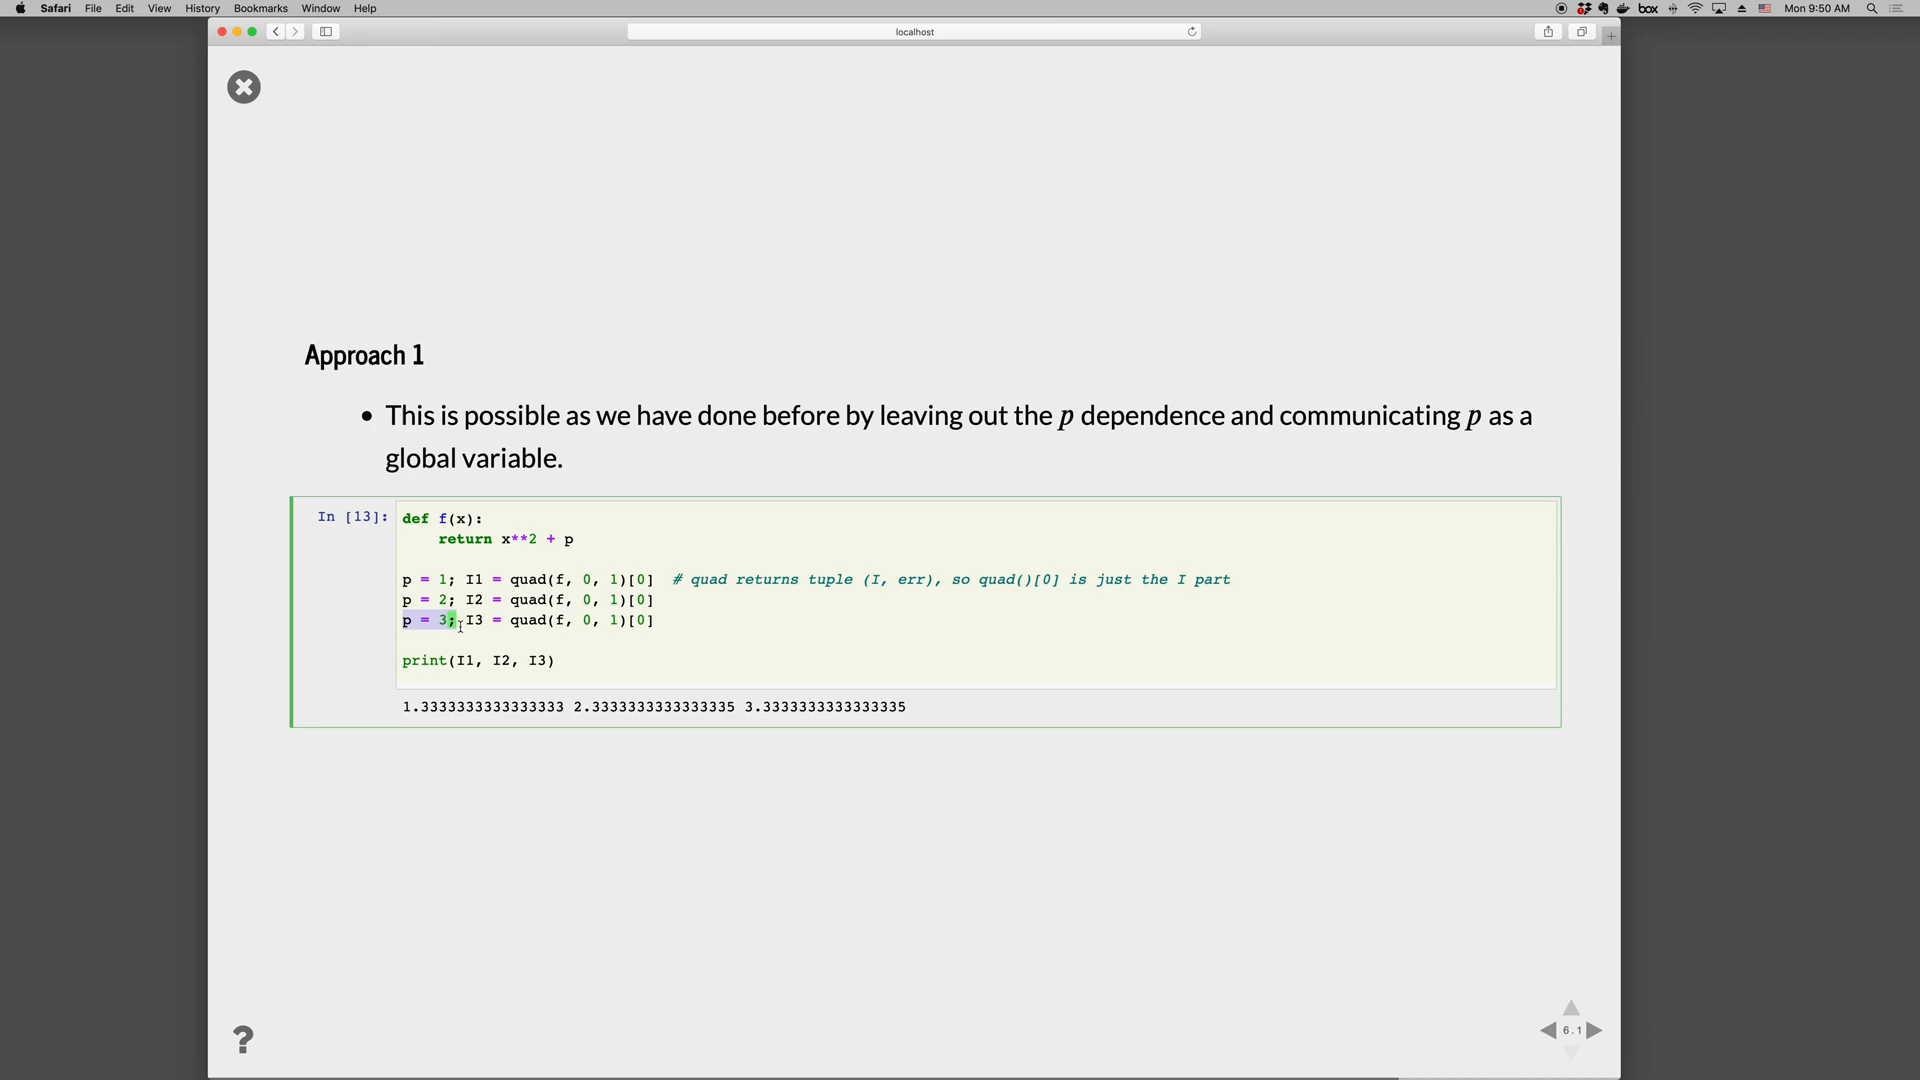 Safari File Edit View History Bookmarks Window Help box Mon 9:50 AM
localhost
Approach 1
• This is possible as we have done before by leaving out the p dependence and communicating p as a
global variable.
In [13]: def f(x):
return x**2 + p
p = 1; I1 = quad(f, 0, 1)[0] # quad returns tuple (I, err), so quad()[0] is just the I part
p = 2; I2 = quad(f, 0, 1)[0]
p = 3; I3 = quad(f, 0, 1)[0]
print(I1, I2, I3)
1.3333333333333333 2.3333333333333335 3.3333333333333335
?
6.1